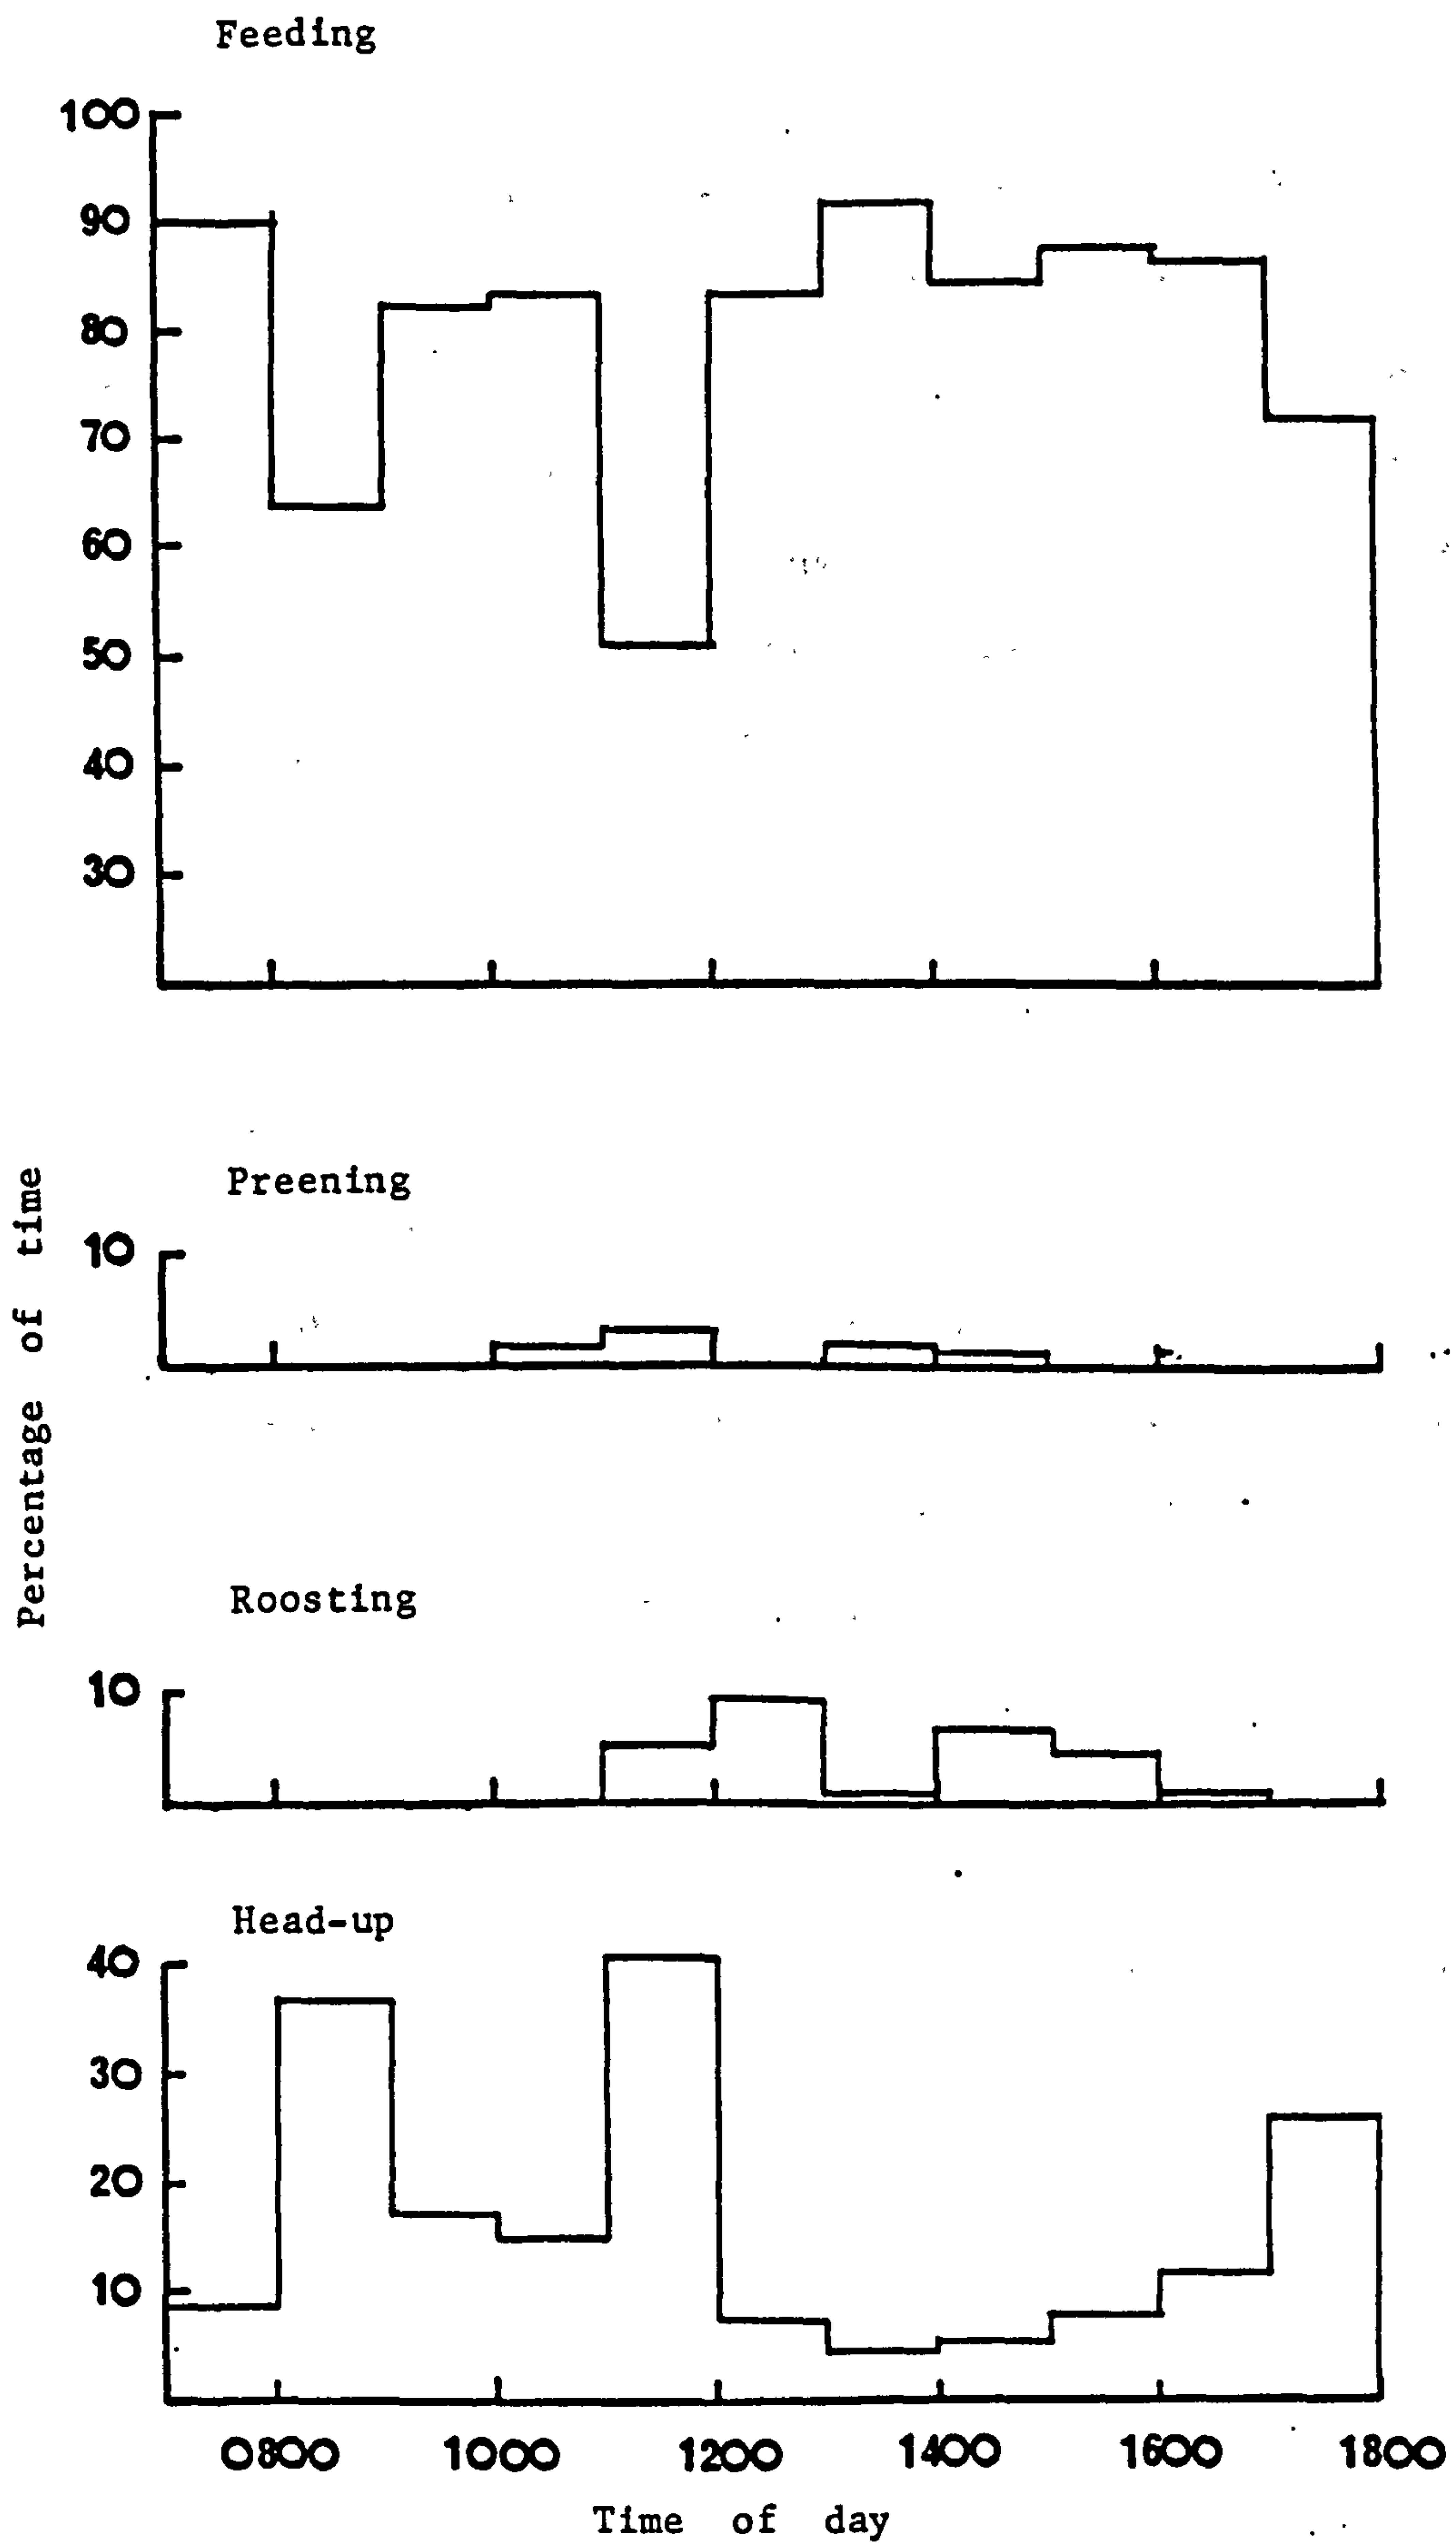 Feeding
100
90
80
70
60
50
40
30
Percentage of time
Preening
10
Roosting
10
Head-up
40
30
20
10
0800 1000 1200 1400 1600 1800
Time of day